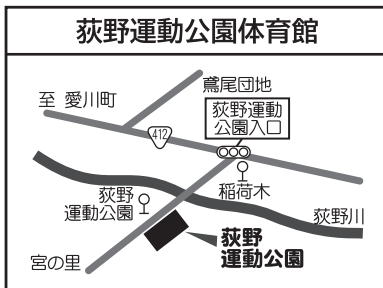 荻野運動公園体育館
鳶尾団地
至 愛川町
荻野運動
公園入口
412
稲荷木
荻野
運動公園
荻野川
荻野
運動公園
宮の里